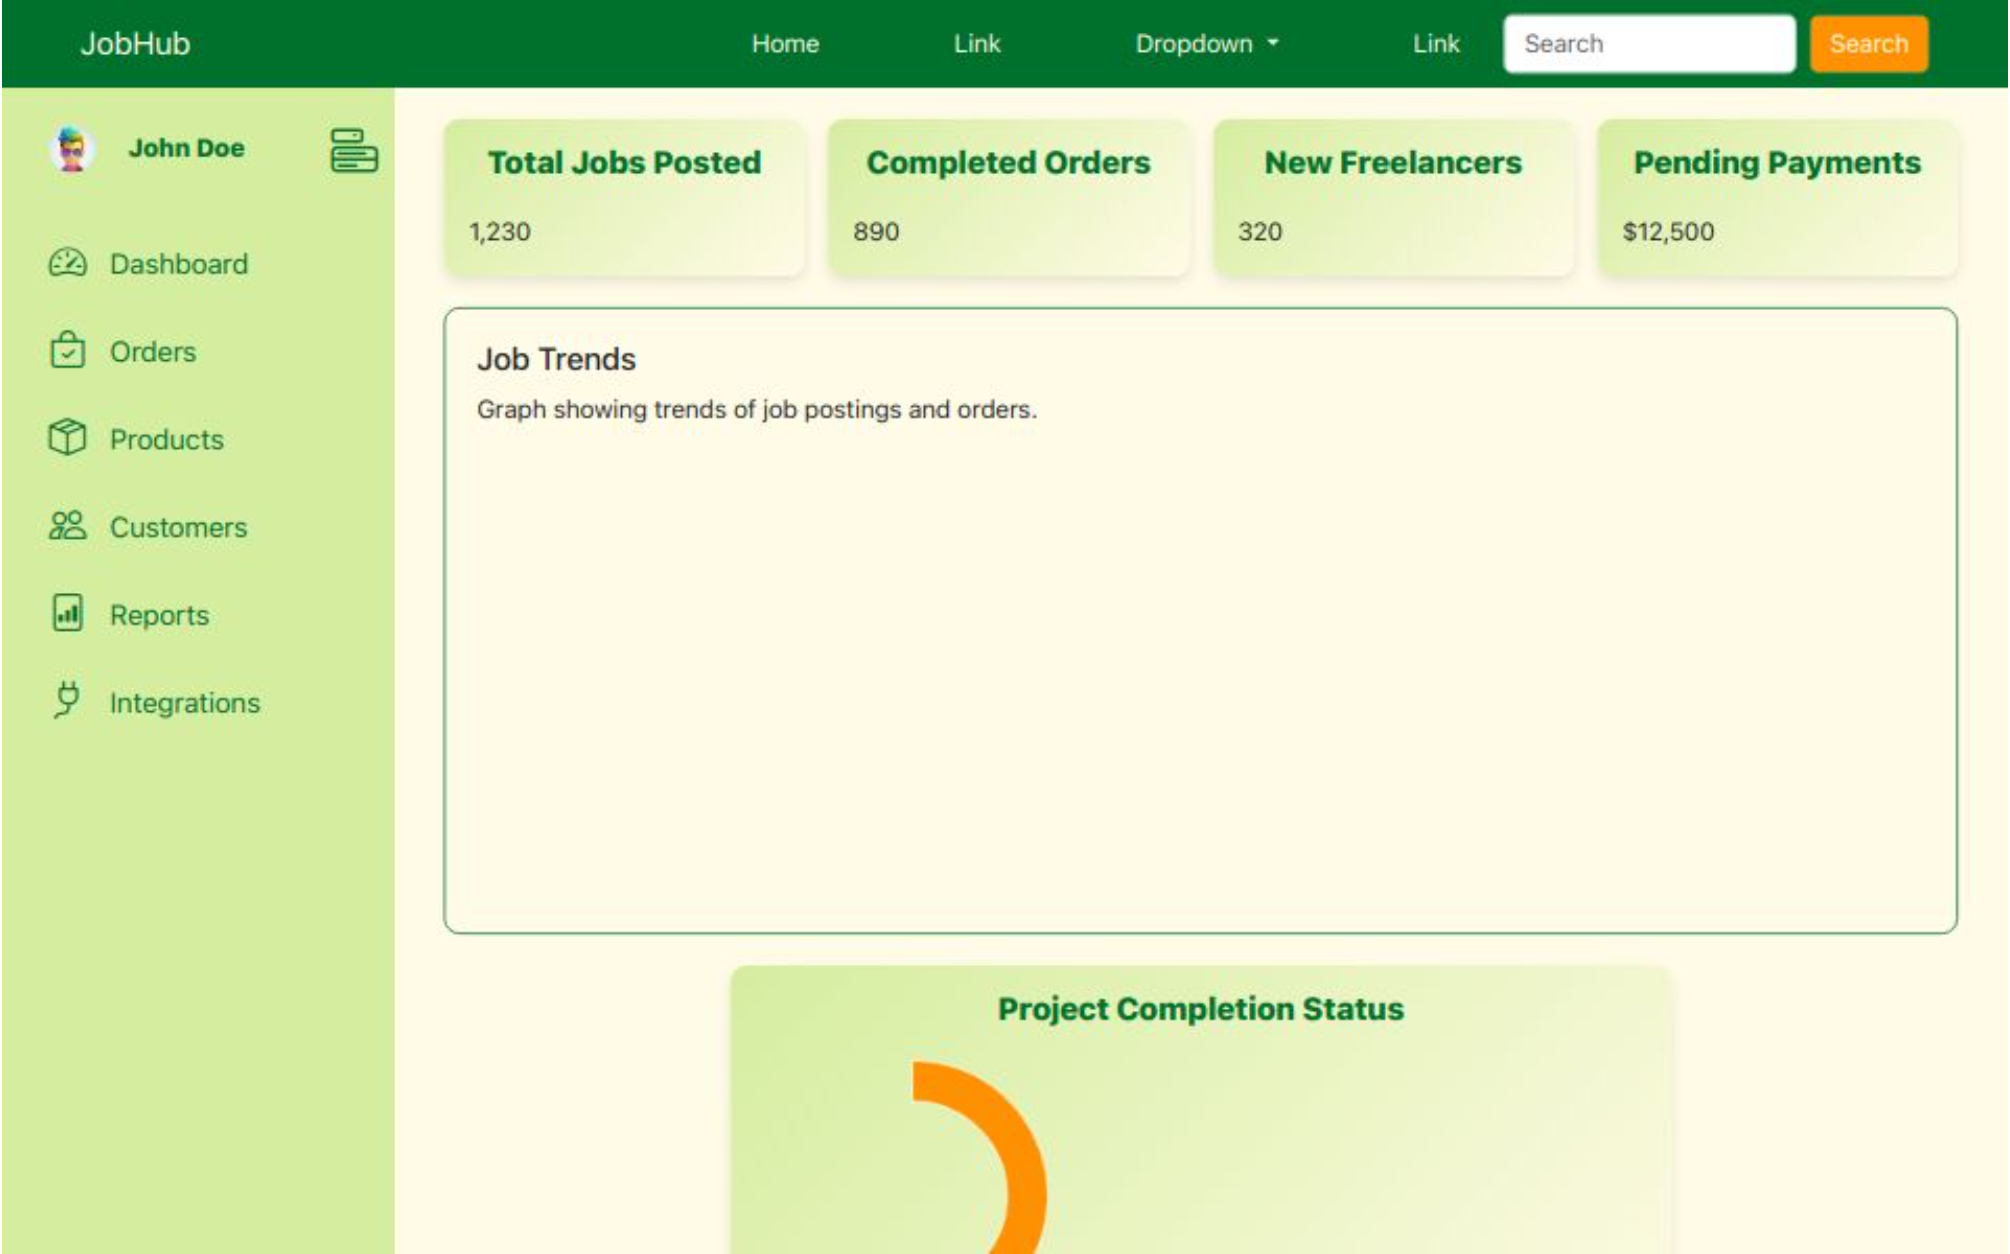 JobHub
Home
Link
Dropdown
Link
Search
Search
John Doe
Dashboard
Orders
Products
Customers
Reports
Integrations
Total Jobs Posted
1,230
Completed Orders
890
New Freelancers
320
Pending Payments
$12,500
Job Trends
Graph showing trends of job postings and orders.
Project Completion Status